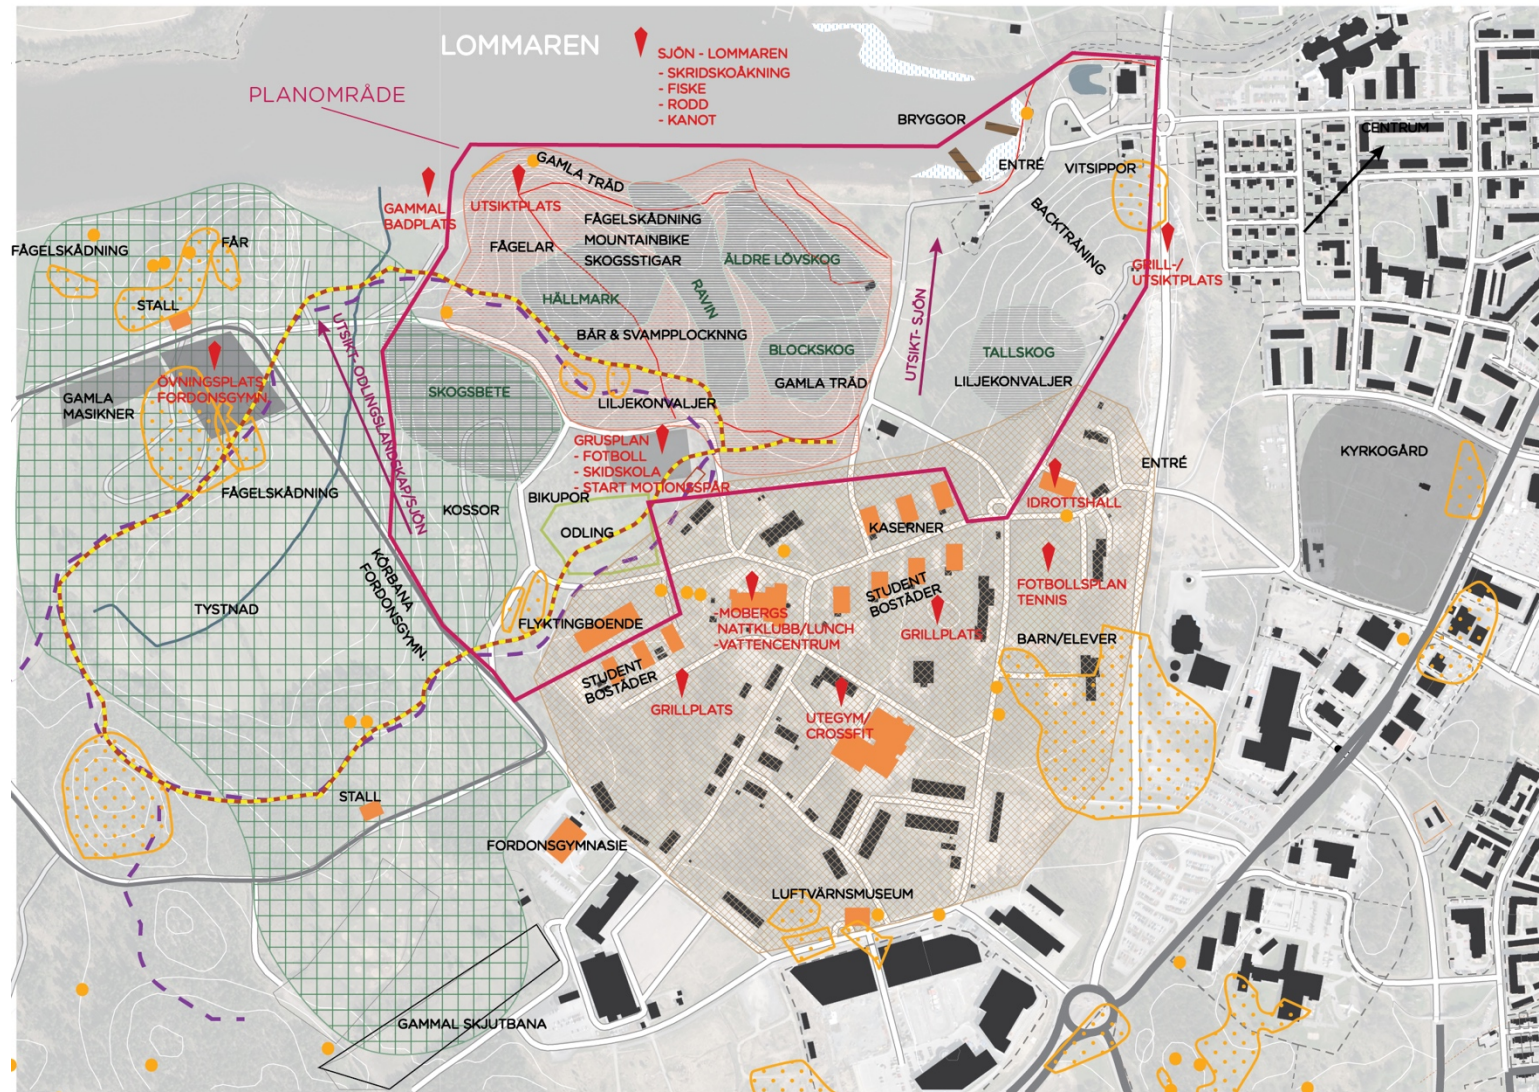 LOMMAREN
SJÖN - LOMMAREN
- SKRIDSKOÅKNING
- FISKE
- RODD
- KANOT
PLANOMRÅDE
BRYGGOR
CENTRUM
ENTRÉ
VITSIPPOR
GAMLA TRÄD
GAMMAL
BADPLATS
UTSIKTPLATS
FÅGELSKÅDNING
MOUNTAINBIKE
SKOGSSTIGAR
FÅGELAR
ÄLDRE LÖVSKOG
BACKTRÄNING
FÅGELSKÅDNING
FÅR
STALL
GRILL-/
UTSIKTPLATS
HÄLLMARK
RAVIN
UTSIKT- SJÖN
BÄR & SVAMPPLOCKNNG
BLOCKSKOG
TALLSKOG
GAMLA TRÄD
LILJEKONVALJER
UTSIKT- ODLINGSLANDSKAP/SJÖN
ÖVNINGSPLATS
FORDONSGYMN.
GAMLA
MASIKNER
SKOGSBETE
LILJEKONVALJER
GRUSPLAN
- FOTBOLL
- SKIDSKOLA
- START MOTIONSSPÅR
KYRKOGÅRD
ENTRÉ
FÅGELSKÅDNING
KOSSOR
BIKUPOR
ODLING
IDROTTSHALL
KASERNER
KÖRBANA
FORDONSGYMN.
TYSTNAD
STUDENT
BOSTÄDER
FOTBOLLSPLAN
TENNIS
FLYKTINGBOENDE
-MOBERGS
NATTKLUBB/LUNCH
-VATTENCENTRUM
GRILLPLATS
BARN/ELEVER
STUDENT
BOSTÄDER
GRILLPLATS
UTEGYM/
CROSSFIT
STALL
FORDONSGYMNASIE
LUFTVÄRNSMUSEUM
GAMMAL SKJUTBANA